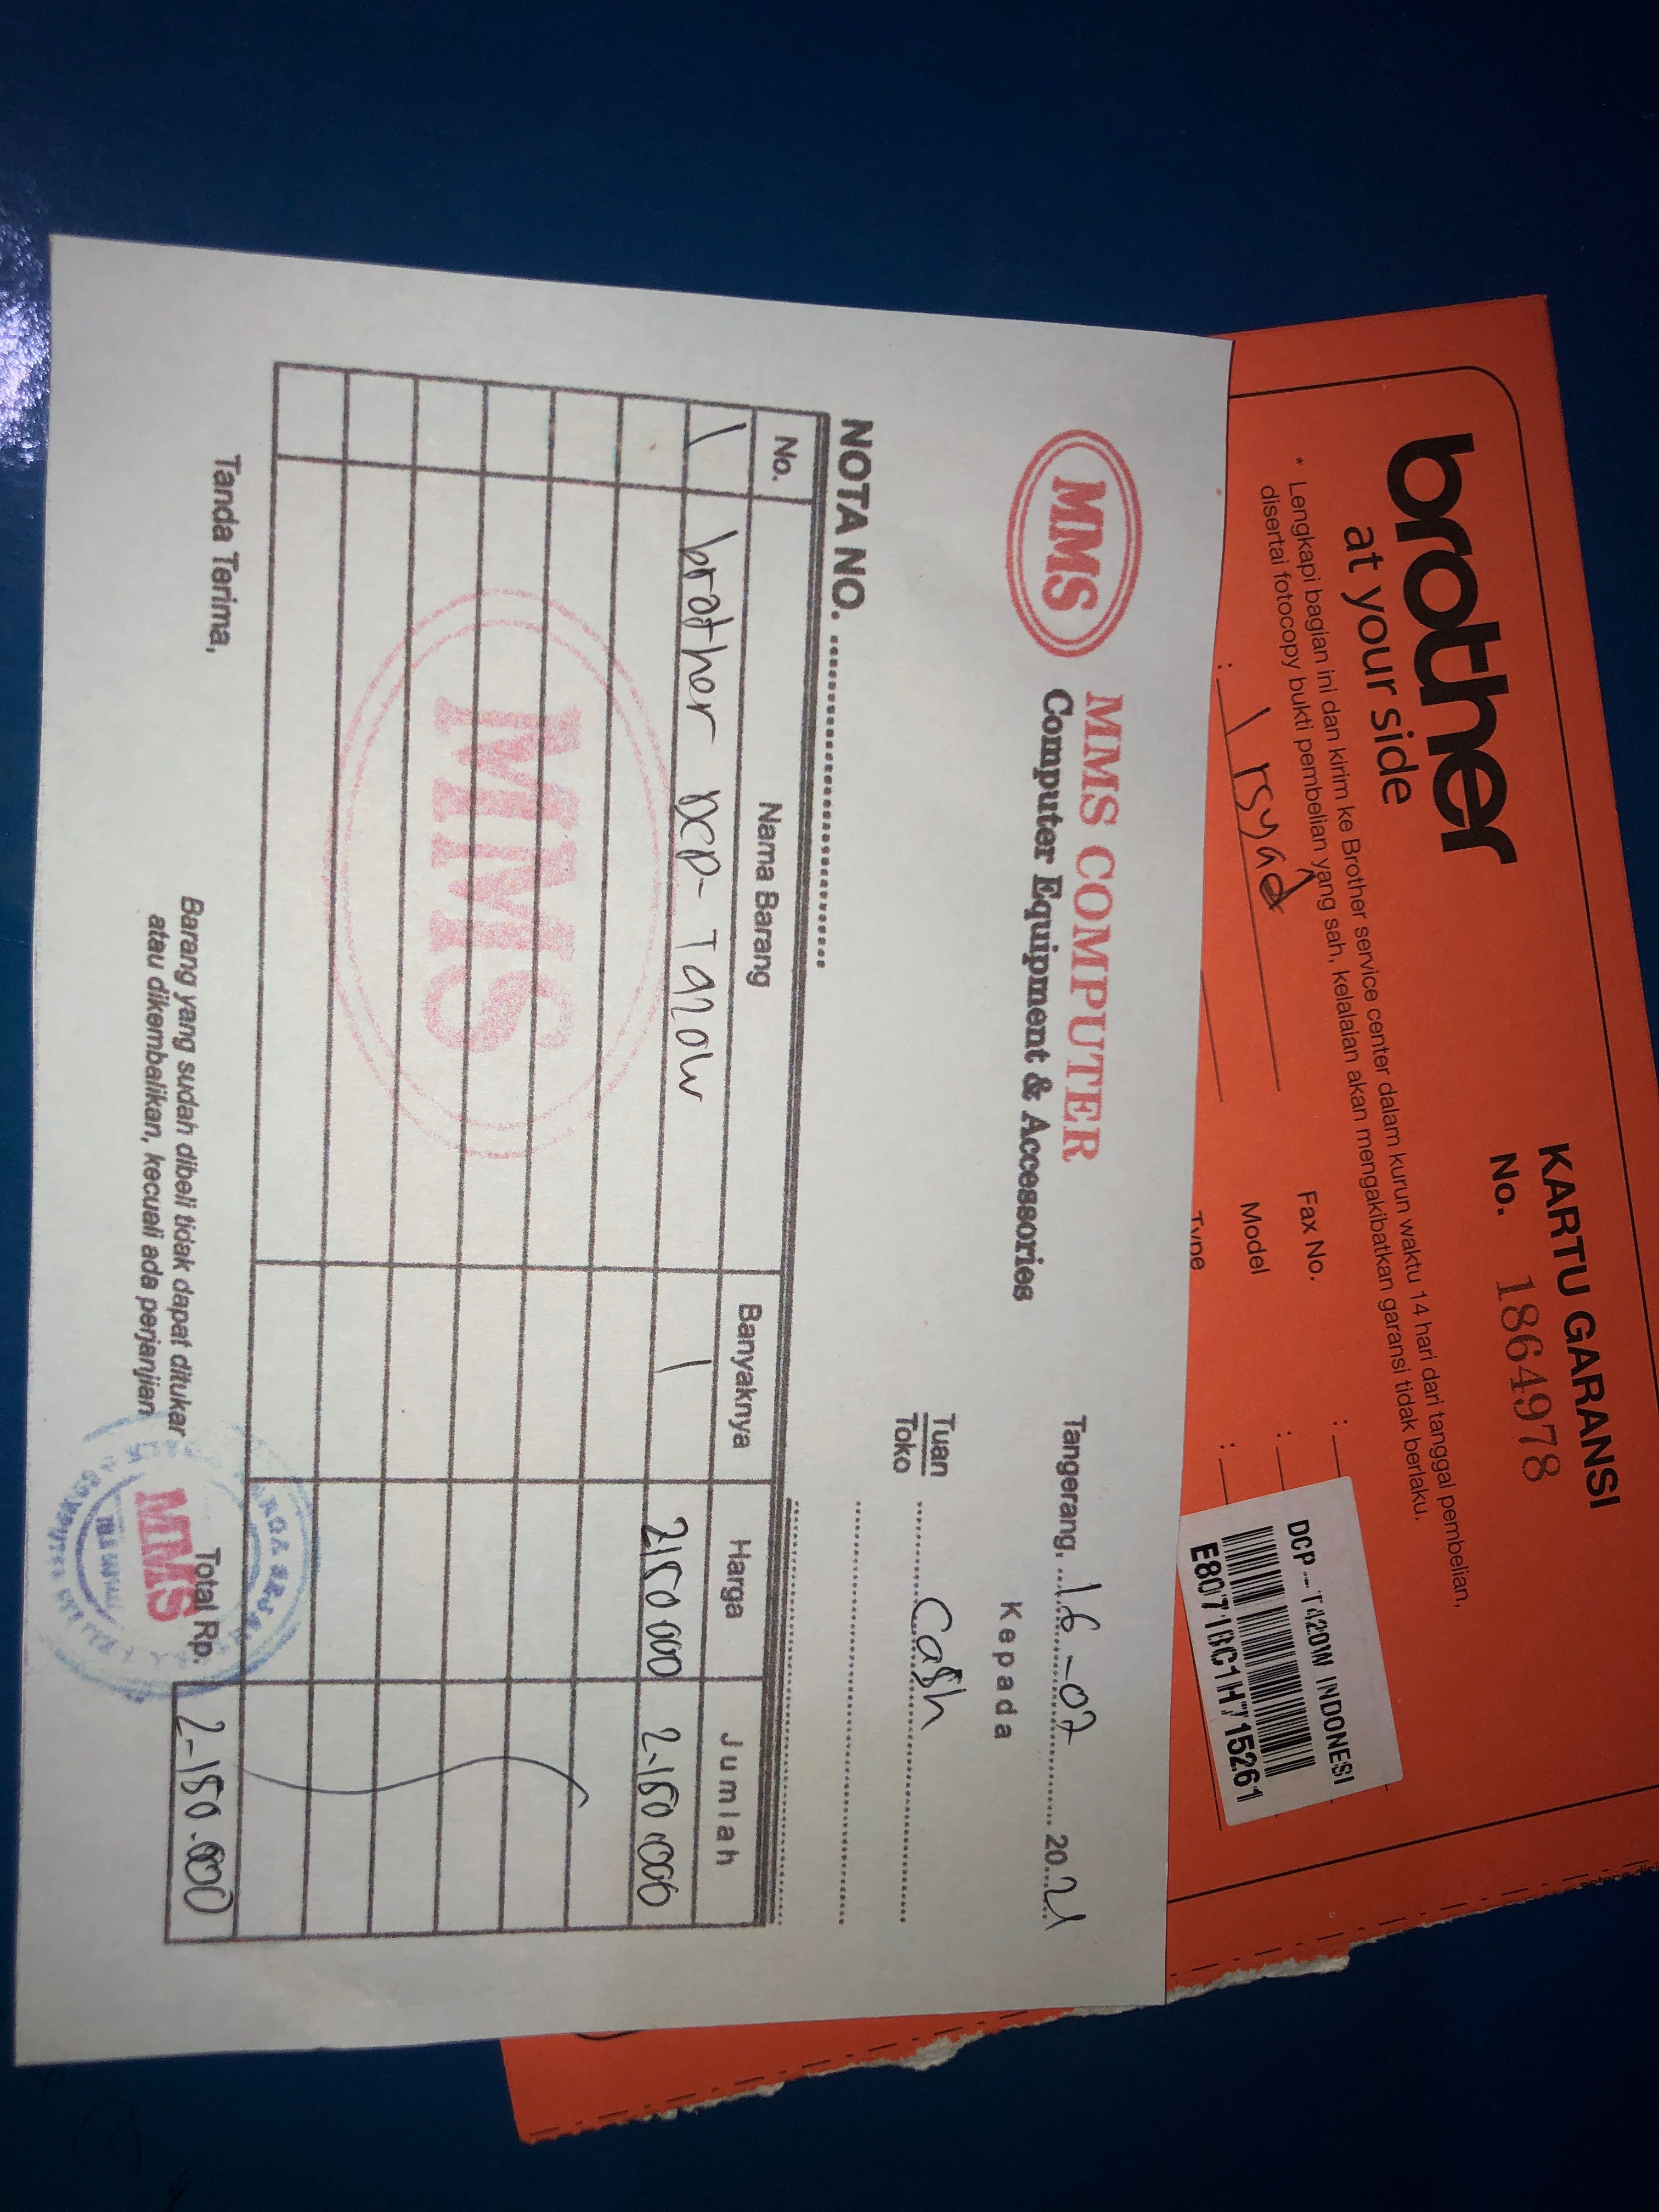 brother
at your side
KARTU GARANSI
No. 1864978
* Lengkapi bagian ini dan kirim ke Brother service center dalam kurun waktu 14 hari dari tanggal pembelian,
disertai fotocopy bukti pembelian yang sah, kelalaian akan mengakibatkan garansi tidak berlaku.
: Irsyad
Fax No. :
Model :
Type :
DCP-T420W INDONESI
E80718C1H715261
MMS
MMS COMPUTER
Computer Equipment & Accessories
Tangerang, 16-07 2021
Kepada
Tuan
Toko
Cash
NOTA NO.
No. Nama Barang Banyaknya Harga Jumlah
1 brother DCP-T420W 1 2150000 2.150.000
MMS
Tanda Terima,
Barang yang sudah dibeli tidak dapat ditukar
atau dikembalikan, kecuali ada perjanjian
Total Rp. 2.150.000
MMS